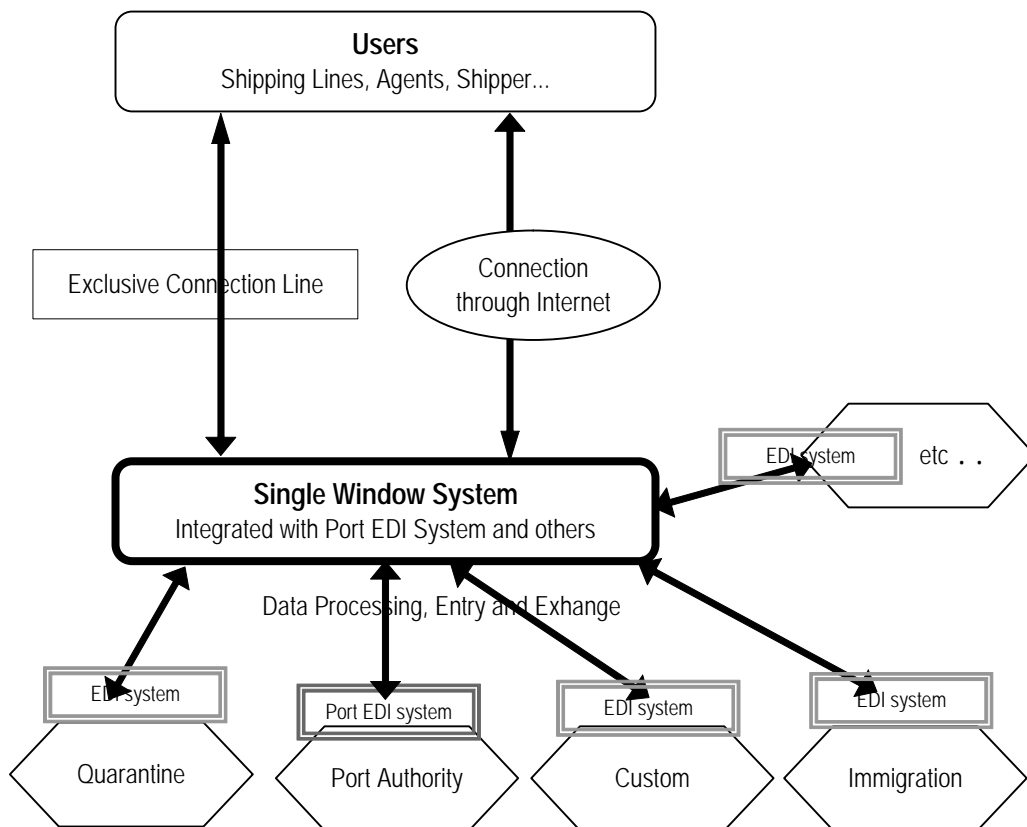 Users
Shipping Lines, Agents, Shipper...
Exclusive Connection Line
Connection
through Internet
EDI system
etc . .
Single Window System
Integrated with Port EDI System and others
Data Processing, Entry and Exhange
EDI system
Port EDI system
EDI system
EDI system
Quarantine
Port Authority
Custom
Immigration